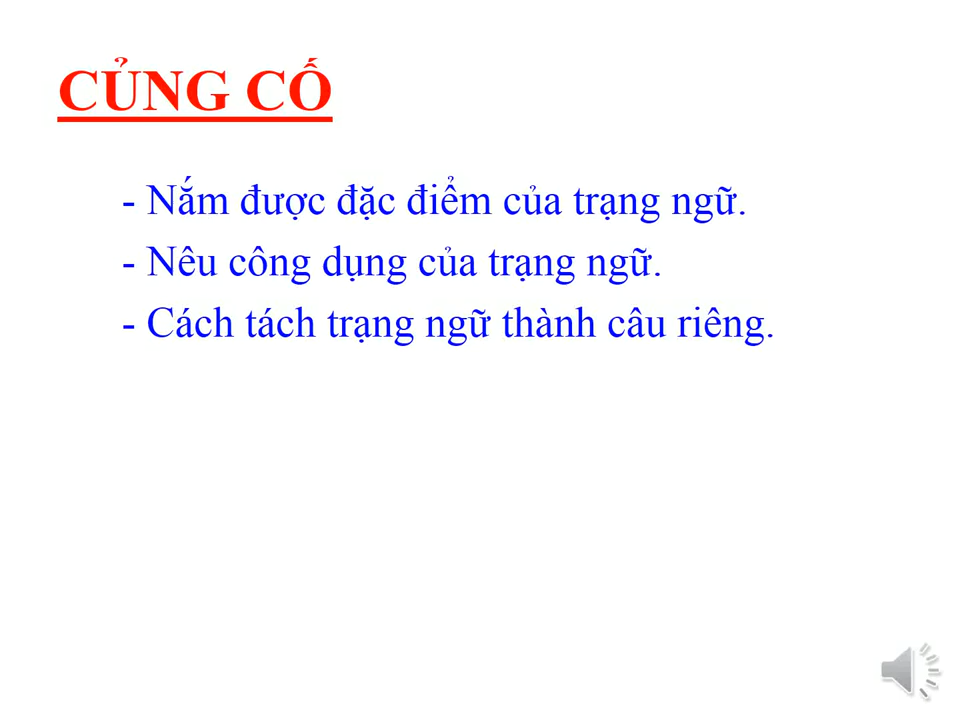 CỦNG CỐ
- Nắm được đặc điểm của trạng ngữ.
- Nêu công dụng của trạng ngữ.
- Cách tách trạng ngữ thành câu riêng.